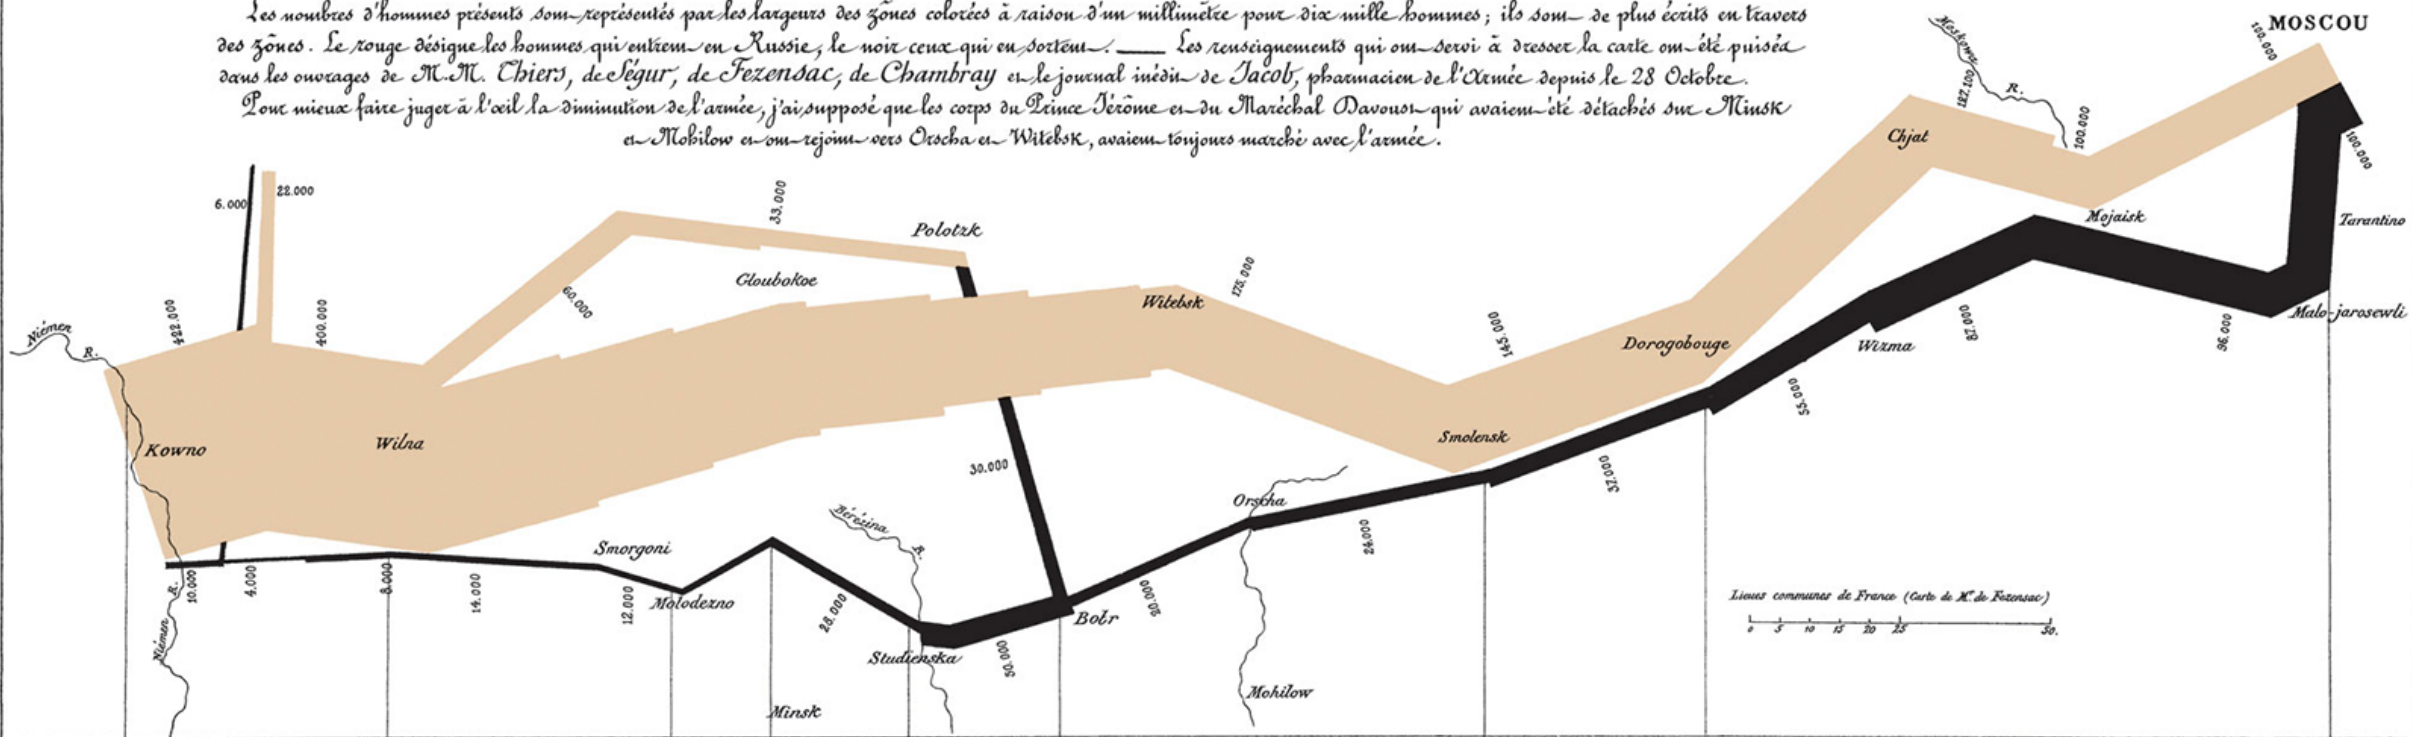 Les nombres d'hommes présents sont représentés par les largeurs des zônes colorées à raison d'un millimètre pour dix mille hommes ; ils sont de plus écrits en travers
des zônes. Le rouge désigne les hommes qui entrent en Russie, le noir ceux qui en sortent. — Les renseignements qui ont servi à dresser la carte ont été puisés
dans les ouvrages de M.M. Thiers, de Ségur, de Fezensac, de Chambray et le journal inédit de Jacob, pharmacien de l'Armée depuis le 28 Octobre.
Pour mieux faire juger à l'œil la diminution de l'armée, j'ai supposé que les corps du Prince Jérôme et du Maréchal Davoust qui avaient été détachés sur Minsk
et Mohilow et ont rejoint vers Orscha et Witebsk, avaient toujours marché avec l'armée.
MOSCOU
100.000
Moskowa
R.
127.100
100.000
Chjat
100.000
6.000
22.000
33.000
Polotzk
Mojaisk
Tarantino
Gloubokoe
60.000
175.000
Witebsk
422.000
400.000
Niémen
R.
145.000
Dorogobouge
Wizma
87.000
96.000
Malo-jarosewli
55.000
Kowno
Wilna
Smolensk
30.000
37.000
Orscha
Bérézina
R.
24.000
Smorgoni
R.
10.000
4.000
8.000
14.000
12.000
Molodezno
28.000
20.000
Bobr
Studienska
50.000
Niémen
Lieues communes de France (Carte de M. de Fezensac)
0 5 10 15 20 25 50.
Minsk
Mohilow